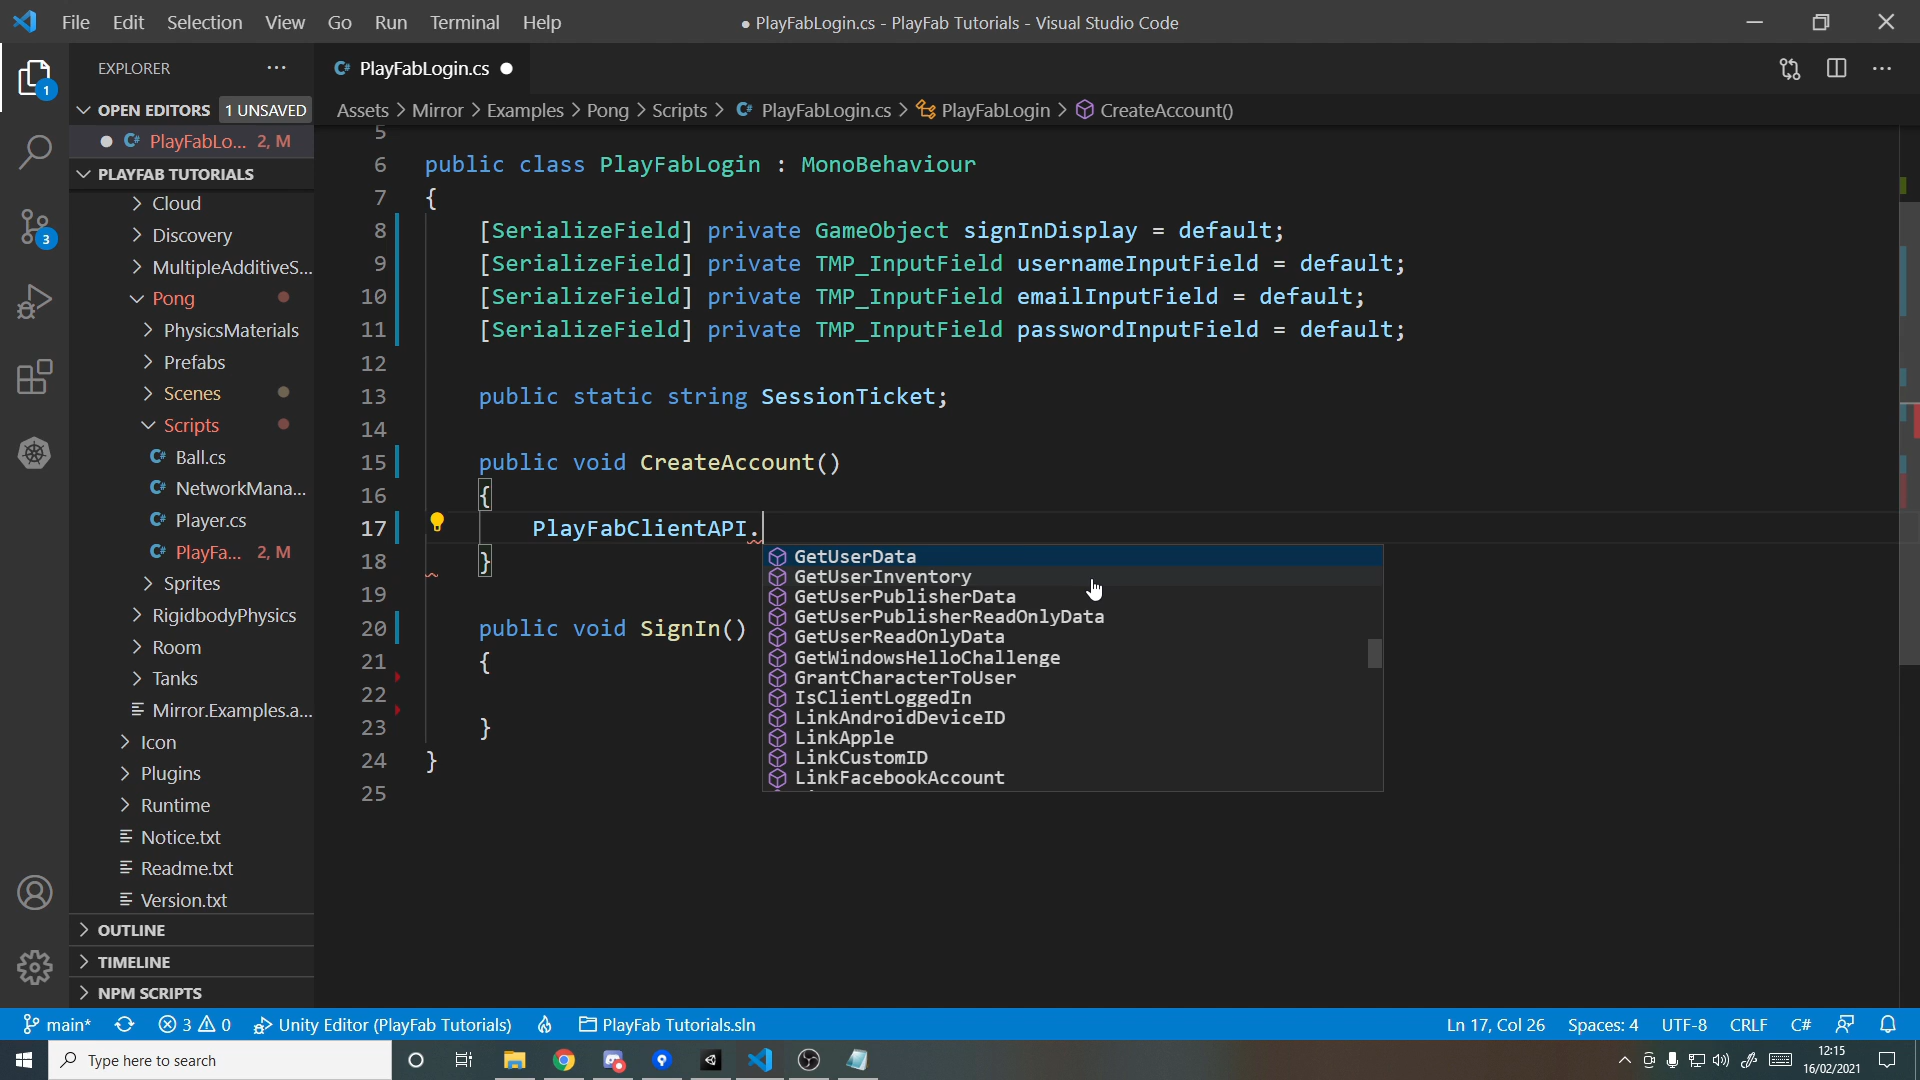 File Edit Selection View Go Run Terminal Help
● PlayFabLogin.cs - PlayFab Tutorials - Visual Studio Code
EXPLORER
C# PlayFabLogin.cs
OPEN EDITORS 1 UNSAVED
Assets > Mirror > Examples > Pong > Scripts > C# PlayFabLogin.cs > PlayFabLogin > CreateAccount()
C# PlayFabLo... 2, M
PLAYFAB TUTORIALS
Cloud
Discovery
MultipleAdditiveS...
Pong
PhysicsMaterials
Prefabs
Scenes
Scripts
C# Ball.cs
C# NetworkMana...
C# Player.cs
C# PlayFa... 2, M
Sprites
RigidbodyPhysics
Room
Tanks
Mirror.Examples.a...
Icon
Plugins
Runtime
Notice.txt
Readme.txt
Version.txt
OUTLINE
TIMELINE
NPM SCRIPTS
5
6 public class PlayFabLogin : MonoBehaviour
7 {
8 [SerializeField] private GameObject signInDisplay = default;
9 [SerializeField] private TMP_InputField usernameInputField = default;
10 [SerializeField] private TMP_InputField emailInputField = default;
11 [SerializeField] private TMP_InputField passwordInputField = default;
12
13 public static string SessionTicket;
14
15 public void CreateAccount()
16 {
17 PlayFabClientAPI.
18 }
19
20 public void SignIn()
21 {
22
23 }
24 }
25
GetUserData
GetUserInventory
GetUserPublisherData
GetUserPublisherReadOnlyData
GetUserReadOnlyData
GetWindowsHelloChallenge
GrantCharacterToUser
IsClientLoggedIn
LinkAndroidDeviceID
LinkApple
LinkCustomID
LinkFacebookAccount
1
3
main* 3 0 Unity Editor (PlayFab Tutorials) PlayFab Tutorials.sln Ln 17, Col 26 Spaces: 4 UTF-8 CRLF C#
Type here to search
12:15
16/02/2021